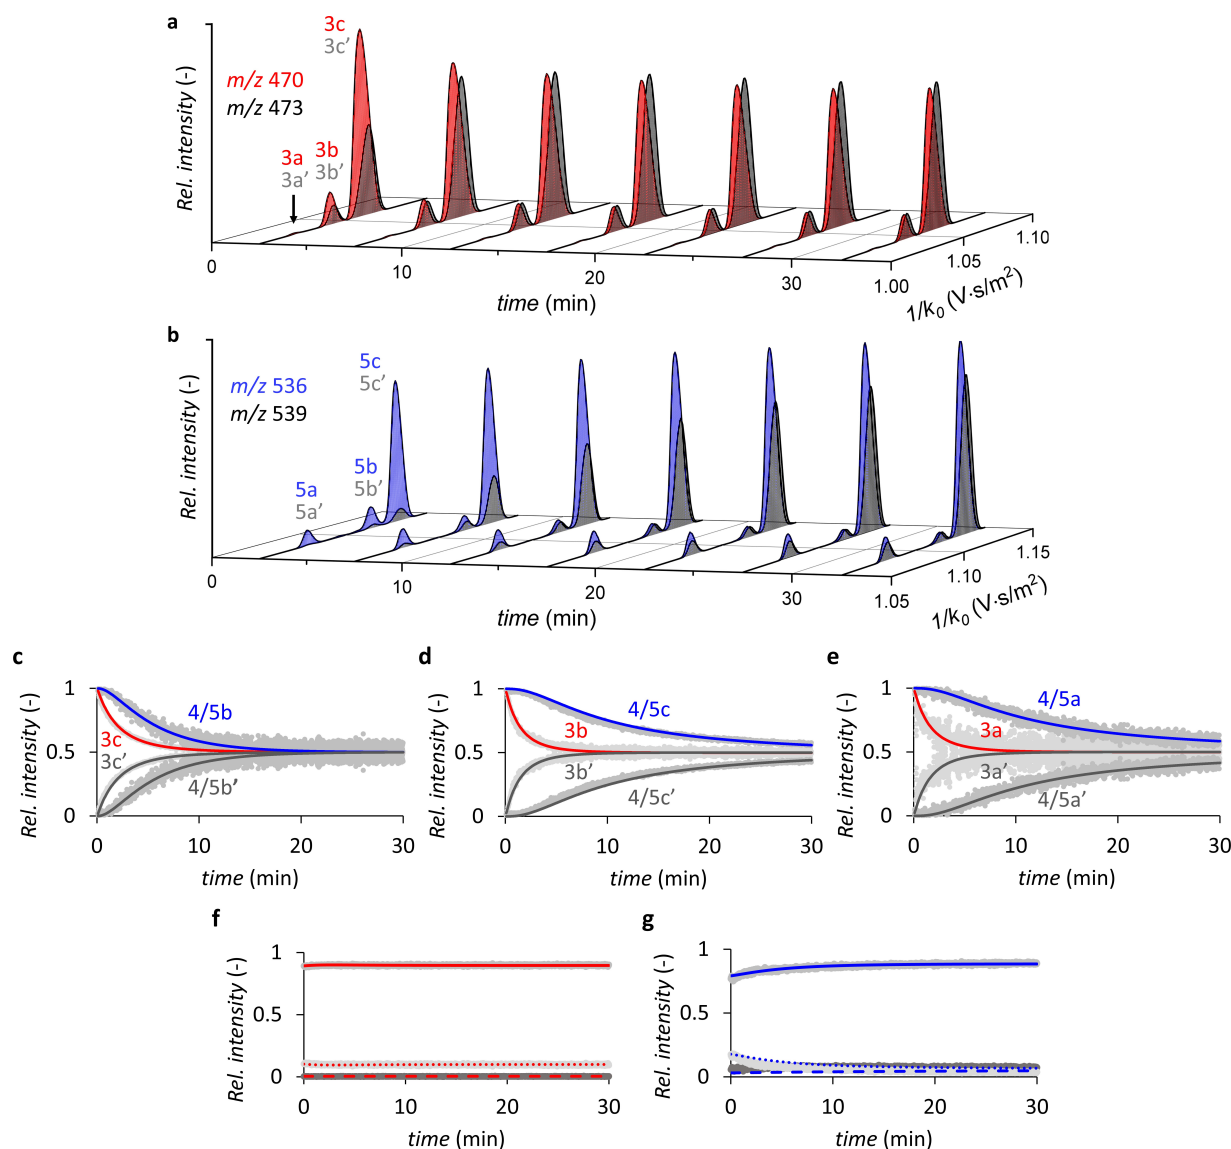 a
3c
3c’
m/z 470
m/z 473
3a
3a’
3b
3b’
Rel. intensity (-)
0
10
20
30
time (min)
1.00
1.05
1.10
1/k0 (V·s/m2)
b
5c
5c’
m/z 536
m/z 539
5b
5b’
5a
5a’
Rel. intensity (-)
0
10
20
30
time (min)
1.05
1.10
1.15
1/k0 (V·s/m2)
c
1
0.5
0
Rel. intensity (-)
4/5b
3c
3c’
4/5b’
0
10
20
30
time (min)
d
1
0.5
0
Rel. intensity (-)
4/5c
3b
3b’
4/5c’
0
10
20
30
time (min)
e
1
0.5
0
Rel. intensity (-)
4/5a
3a
3a’
4/5a’
0
10
20
30
time (min)
f
1
0.5
0
Rel. intensity (-)
0
10
20
30
time (min)
g
1
0.5
0
Rel. intensity (-)
0
10
20
30
time (min)